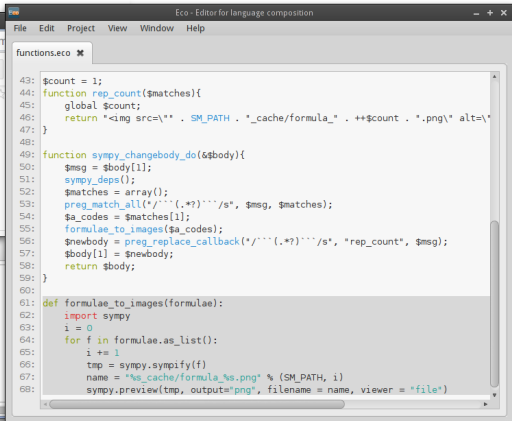 Eco - Editor for language composition
File Edit Project View Window Help
functions.eco
43: $count = 1;
44: function rep_count($matches){
45:     global $count;
46:     return "<img src=\"" . SM_PATH . "_cache/formula_" . ++$count . ".png\" alt=\"
47: }
48:
49: function sympy_changebody_do(&$body){
50:     $msg = $body[1];
51:     sympy_deps();
52:     $matches = array();
53:     preg_match_all("/```(.*?)```/s", $msg, $matches);
54:     $a_codes = $matches[1];
55:     formulae_to_images($a_codes);
56:     $newbody = preg_replace_callback("/```(.*?)```/s", "rep_count", $msg);
57:     $body[1] = $newbody;
58:     return $body;
59: }
60:
61: def formulae_to_images(formulae):
62:     import sympy
63:     i = 0
64:     for f in formulae.as_list():
65:         i += 1
66:         tmp = sympy.sympify(f)
67:         name = "%s_cache/formula_%s.png" % (SM_PATH, i)
68:         sympy.preview(tmp, output="png", filename = name, viewer = "file")